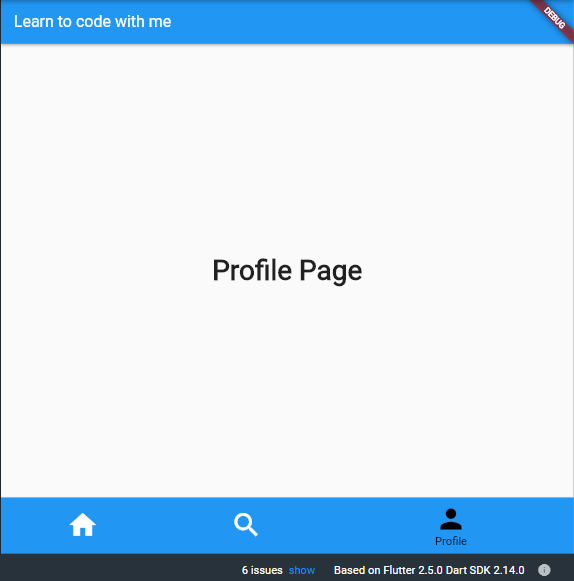 Learn to code with me
DEBUG
Profile Page
Profile
6 issues show Based on Flutter 2.5.0 Dart SDK 2.14.0